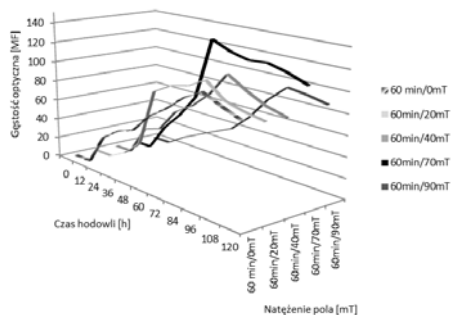 140
120
100
80
60
40
20
0
Gęstość optyczna [MF]
0
12
24
36
48
60
72
84
96
108
120
Czas hodowli [h]
60 min/0mT
60min/20mT
60min/40mT
60min/70mT
60min/90mT
Natężenie pola [mT]
60 min/0mT
60min/20mT
60min/40mT
60min/70mT
60min/90mT